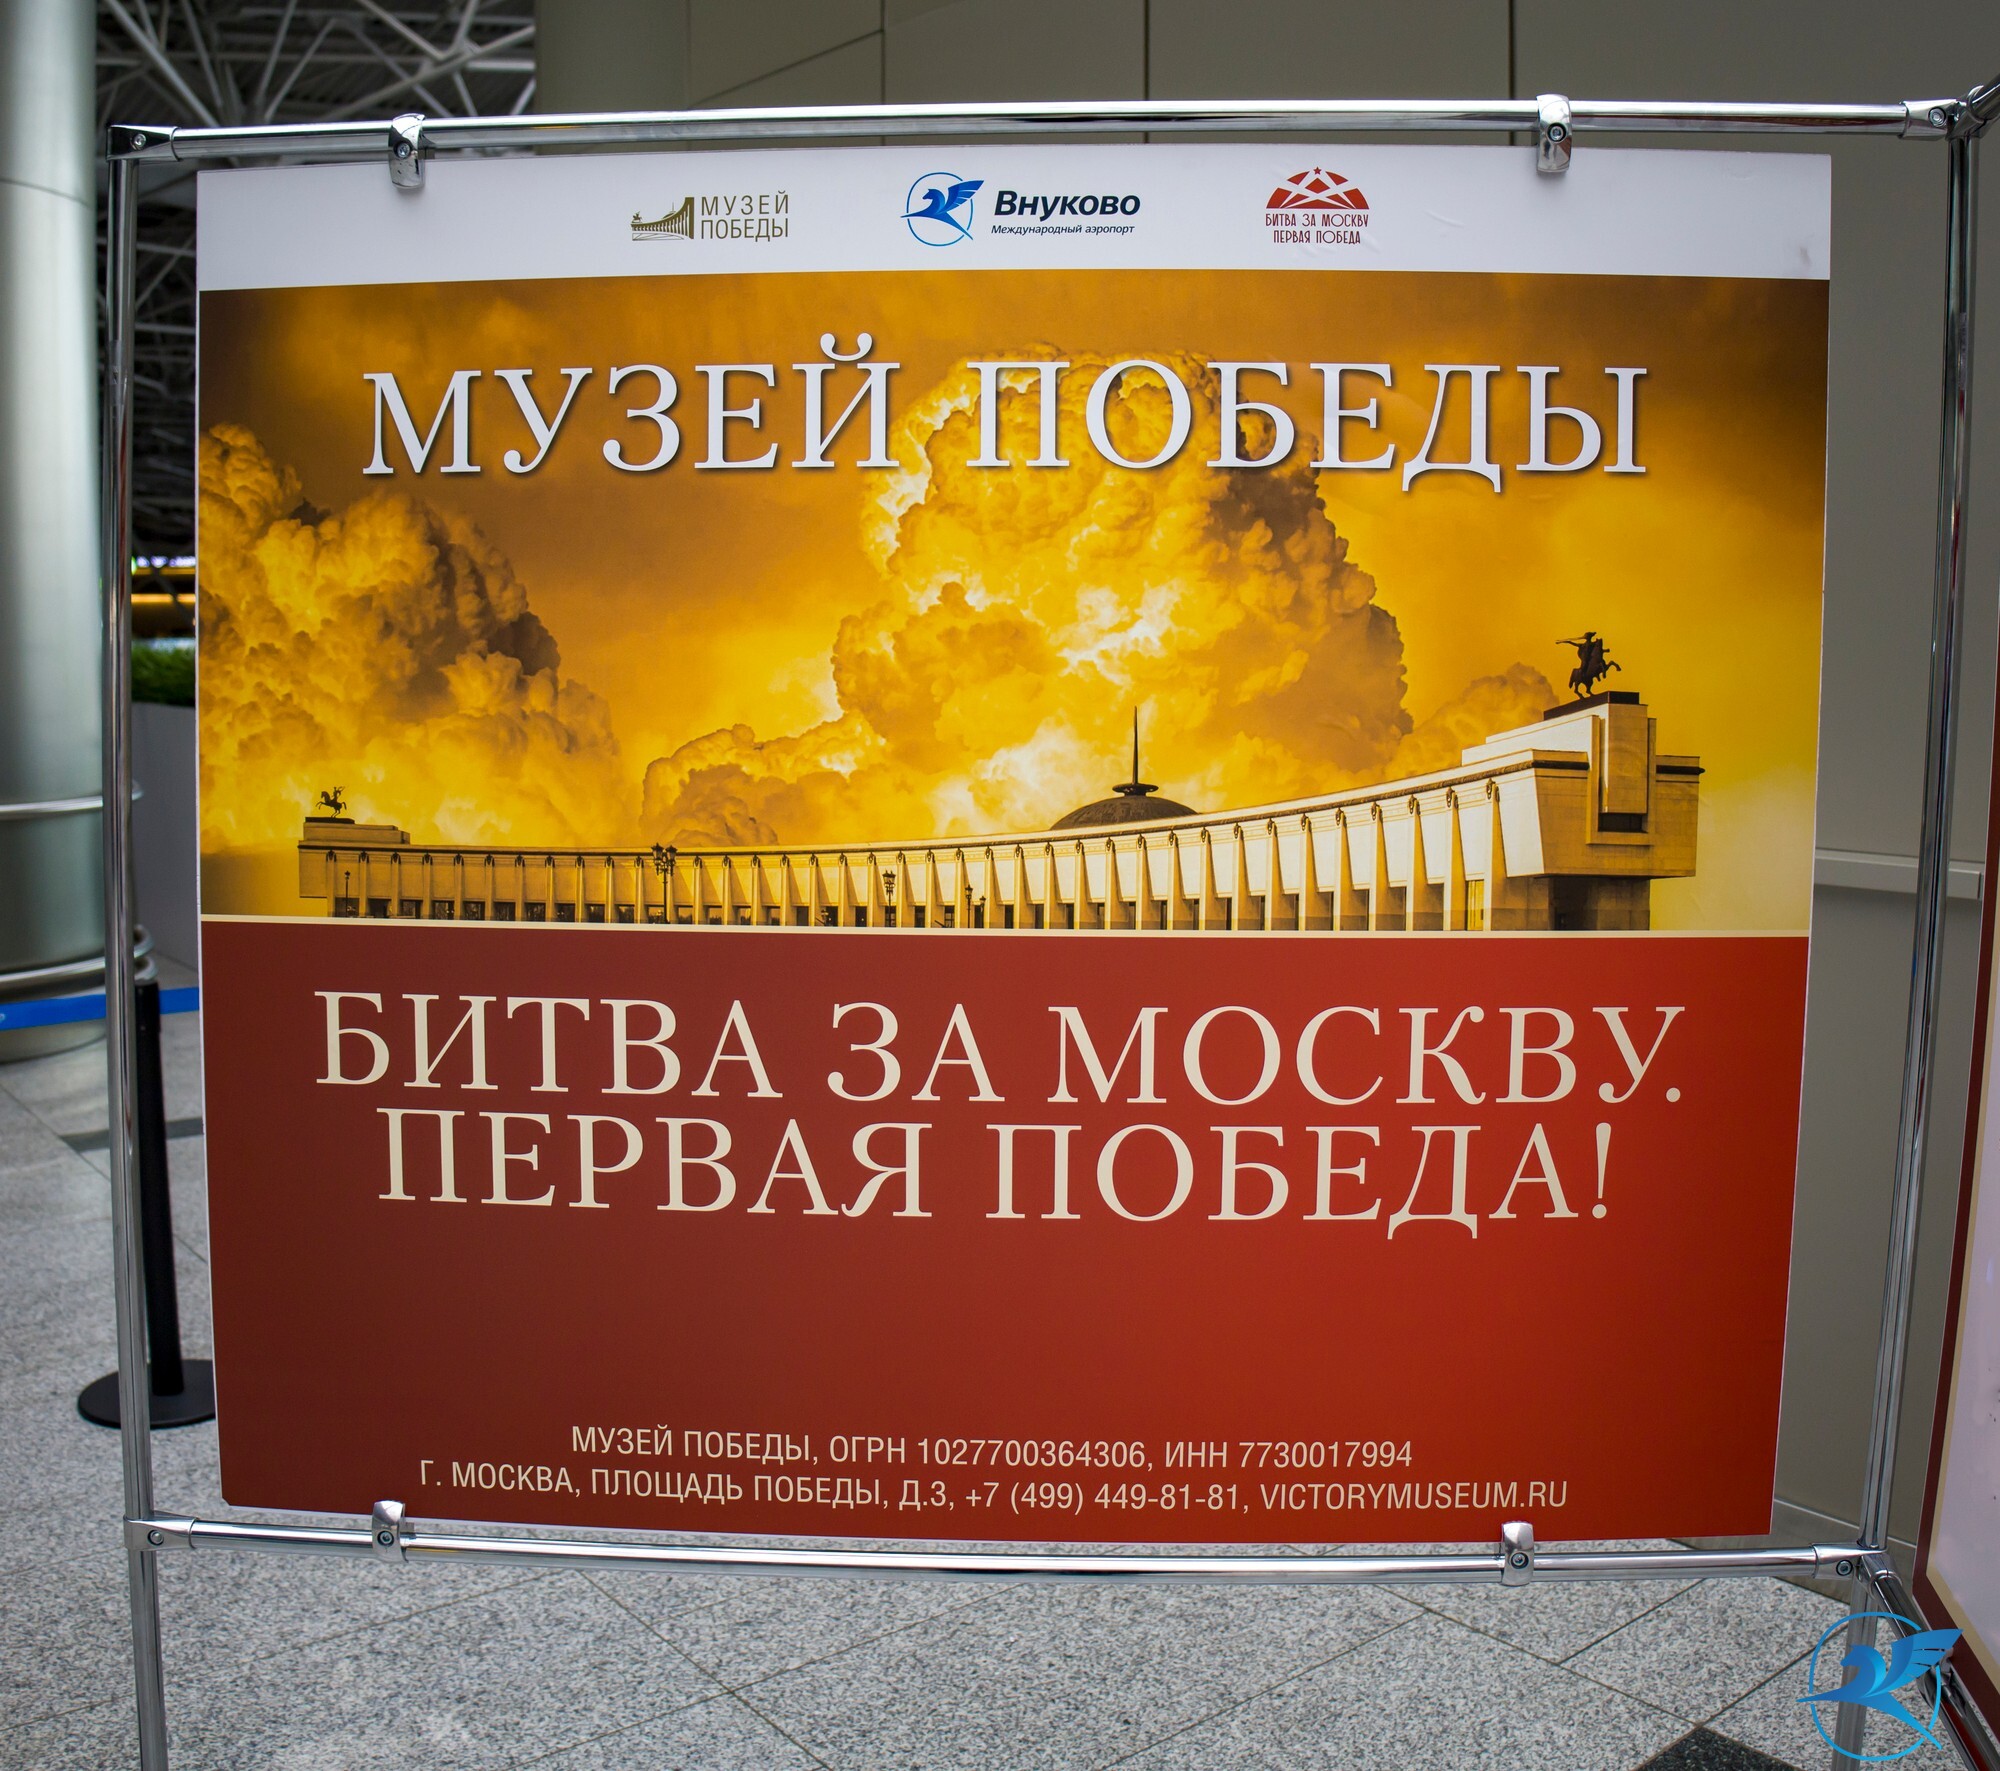 МУЗЕЙ
ПОБЕДЫ
Внуково
Международный аэропорт
БИТВА ЗА МОСКВУ
ПЕРВАЯ ПОБЕДА
МУЗЕЙ ПОБЕДЫ
БИТВА ЗА МОСКВУ.
ПЕРВАЯ ПОБЕДА!
МУЗЕЙ ПОБЕДЫ, ОГРН 1027700364306, ИНН 7730017994
Г. МОСКВА, ПЛОЩАДЬ ПОБЕДЫ, Д.3, +7 (499) 449-81-81, VICTORYMUSEUM.RU